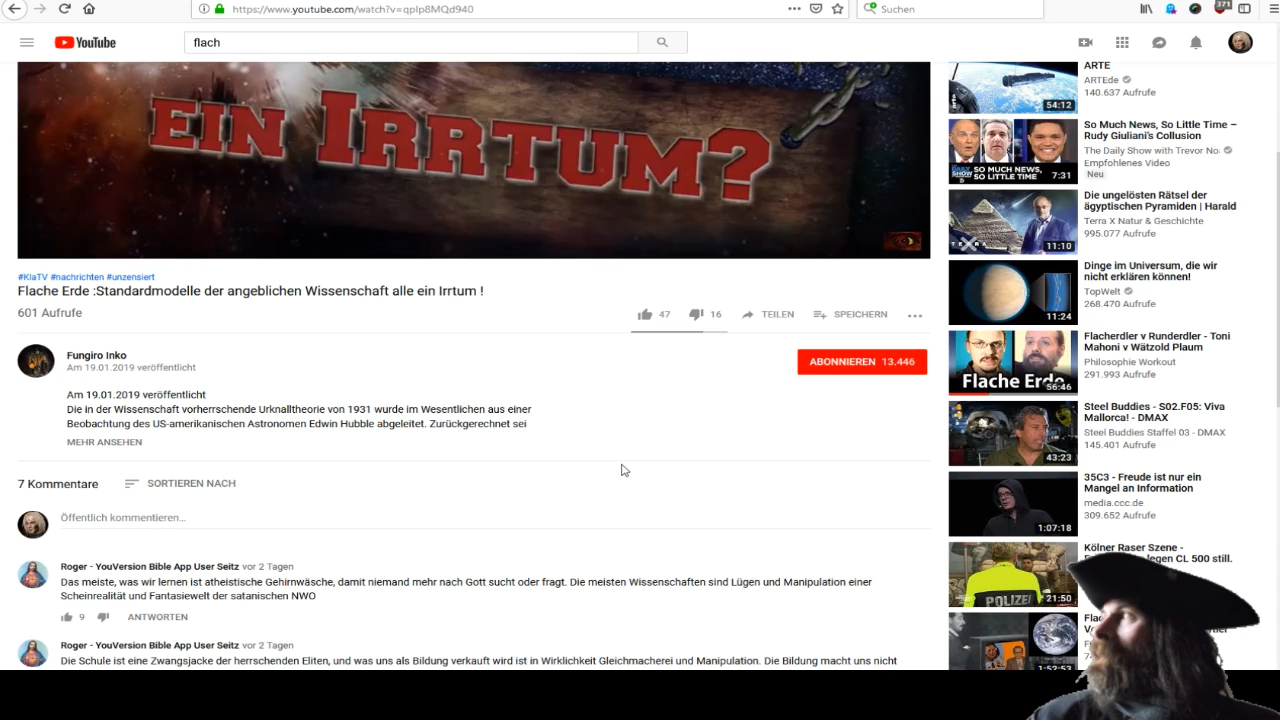 https://www.youtube.com/watch?v=qpIp8MQd940
Suchen
371
YouTube
flach
EIN IRRTUM?
#KlaTV #nachrichten #unzensiert
Flache Erde :Standardmodelle der angeblichen Wissenschaft alle ein Irrtum !
601 Aufrufe
47
16
TEILEN
SPEICHERN
Fungiro Inko
Am 19.01.2019 veröffentlicht
ABONNIEREN 13.446
Am 19.01.2019 veröffentlicht
Die in der Wissenschaft vorherrschende Urknalltheorie von 1931 wurde im Wesentlichen aus einer
Beobachtung des US-amerikanischen Astronomen Edwin Hubble abgeleitet. Zurückgerechnet sei
MEHR ANSEHEN
7 Kommentare
SORTIEREN NACH
Öffentlich kommentieren...
Roger - YouVersion Bible App User Seitz vor 2 Tagen
Das meiste, was wir lernen ist atheistische Gehirnwäsche, damit niemand mehr nach Gott sucht oder fragt. Die meisten Wissenschaften sind Lügen und Manipulation einer
Scheinrealität und Fantasiewelt der satanischen NWO
9
ANTWORTEN
Roger - YouVersion Bible App User Seitz vor 2 Tagen
Die Schule ist eine Zwangsjacke der herrschenden Eliten, und was uns als Bildung verkauft wird ist in Wirklichkeit Gleichmacherei und Manipulation. Die Bildung macht uns nicht
ARTE
ARTEde
140.637 Aufrufe
54:12
So Much News, So Little Time –
Rudy Giuliani's Collusion
The Daily Show with Trevor No
Empfohlenes Video
Neu
SO MUCH NEWS,
SO LITTLE TIME
7:31
Die ungelösten Rätsel der
ägyptischen Pyramiden | Harald
Terra X Natur & Geschichte
995.077 Aufrufe
TERRA X
11:10
Dinge im Universum, die wir
nicht erklären können!
TopWelt
268.470 Aufrufe
11:24
Flacherdler v Runderdler - Toni
Mahoni v Wätzold Plaum
Philosophie Workout
291.993 Aufrufe
Flache Erde
56:46
Steel Buddies - S02.F05: Viva
Mallorca! - DMAX
Steel Buddies Staffel 03 - DMAX
145.401 Aufrufe
43:23
35C3 - Freude ist nur ein
Mangel an Information
media.ccc.de
309.652 Aufrufe
1:07:18
Kölner Raser Szene -
legen CL 500 still.
POLIZEI
21:50
1:52:53